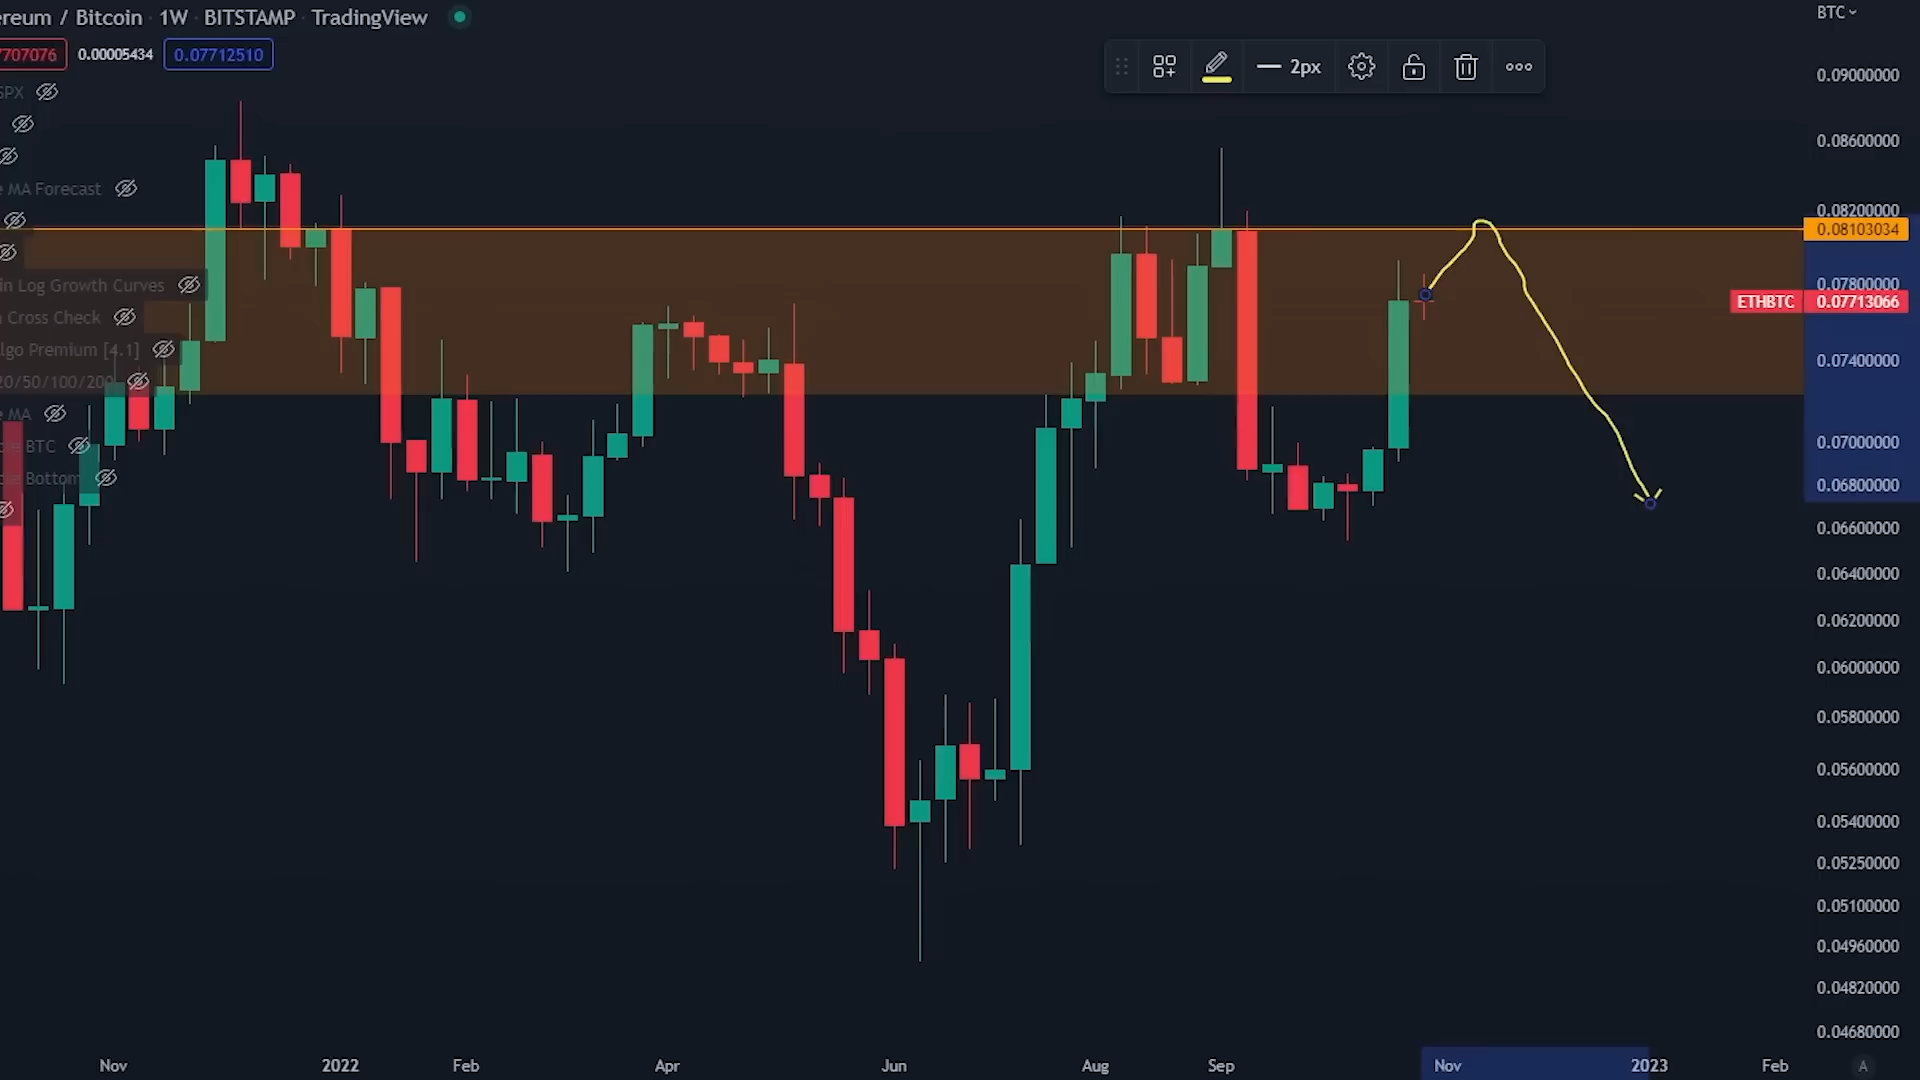 ereum / Bitcoin · 1W · BITSTAMP · TradingView
BTC
7707076 0.00005434 0.07712510
SPX
2px
e MA Forecast
in Log Growth Curves
Cross Check
lgo Premium [4.1]
20/50/100/200
e MA
BTC
Bottom
0.09000000
0.08600000
0.08200000
0.08103034
0.07800000
ETHBTC 0.07713066
0.07400000
0.07000000
0.06800000
0.06600000
0.06400000
0.06200000
0.06000000
0.05800000
0.05600000
0.05400000
0.05250000
0.05100000
0.04960000
0.04820000
0.04680000
Nov 2022 Feb Apr Jun Aug Sep Nov 2023 Feb A